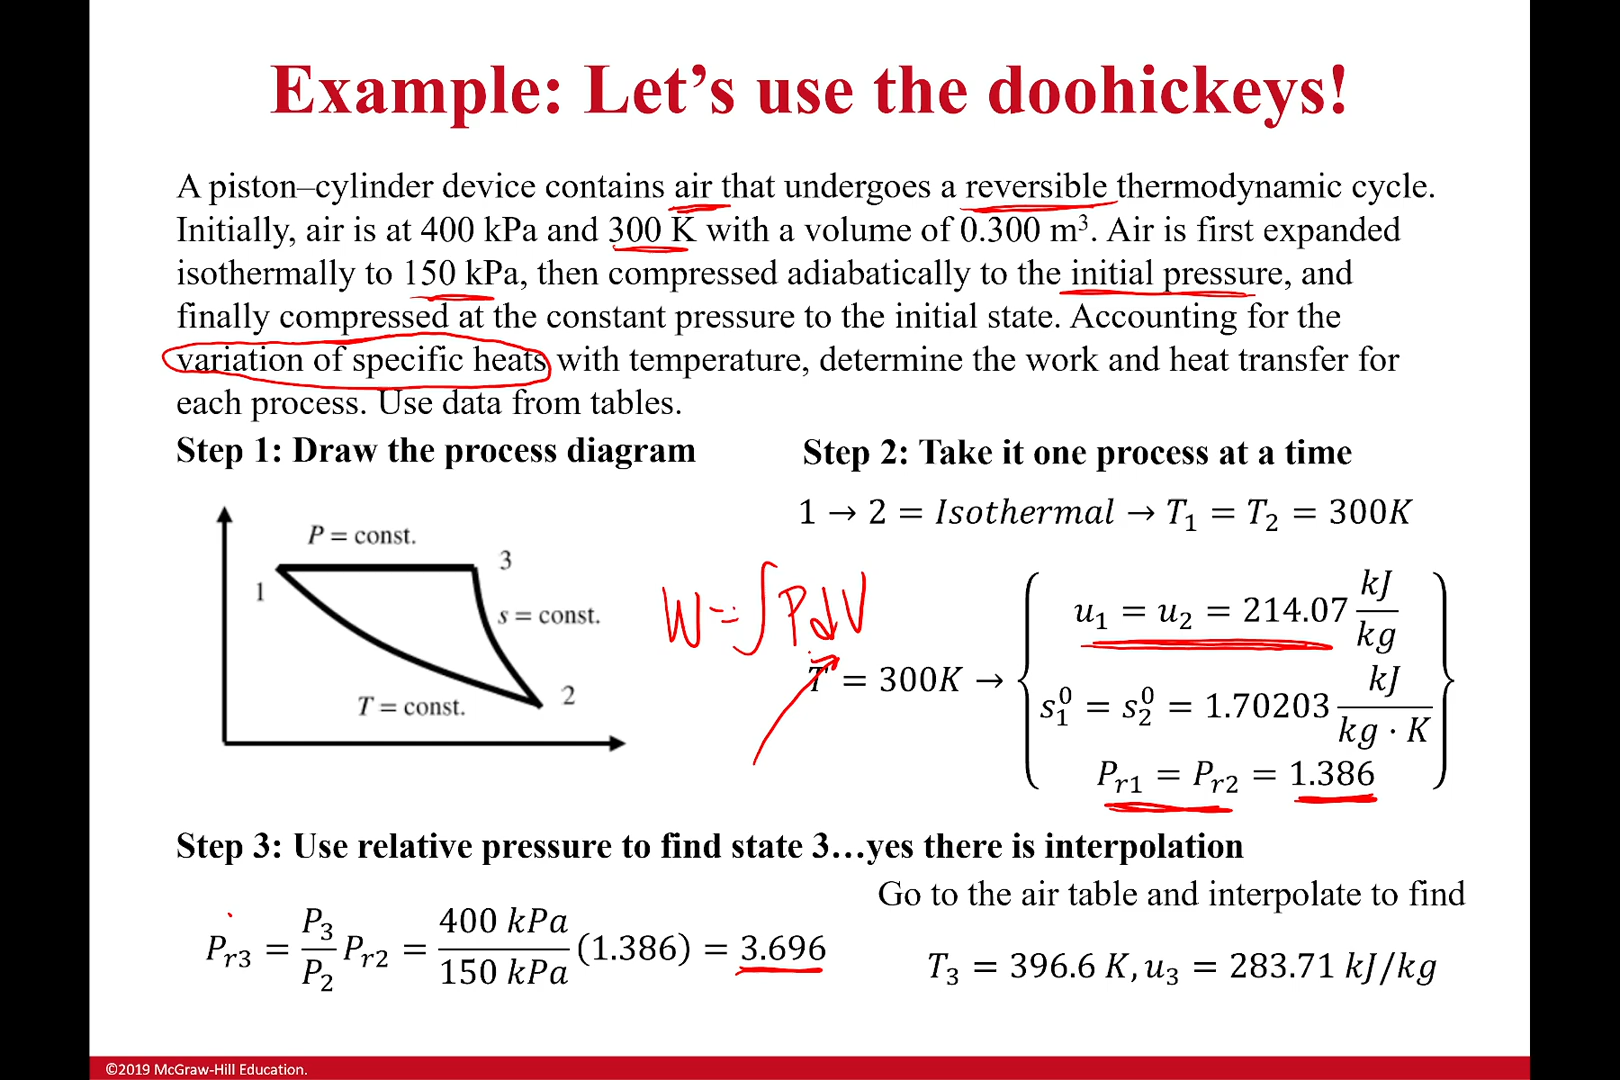 Example: Let's use the doohickeys!
A piston–cylinder device contains air that undergoes a reversible thermodynamic cycle.
Initially, air is at 400 kPa and 300 K with a volume of 0.300 m³. Air is first expanded
isothermally to 150 kPa, then compressed adiabatically to the initial pressure, and
finally compressed at the constant pressure to the initial state. Accounting for the
variation of specific heats with temperature, determine the work and heat transfer for
each process. Use data from tables.
Step 1: Draw the process diagram
P = const.
3
1
s = const.
2
T = const.
Step 2: Take it one process at a time
1 → 2 = Isothermal → T₁ = T₂ = 300K
W = ∫ P dV
T = 300K →
u₁ = u₂ = 214.07 kJ/kg
s₁⁰ = s₂⁰ = 1.70203 kJ/kg · K
Pᵣ₁ = Pᵣ₂ = 1.386
Step 3: Use relative pressure to find state 3…yes there is interpolation
Pᵣ₃ = P₃/P₂ Pᵣ₂ = 400 kPa/150 kPa (1.386) = 3.696
Go to the air table and interpolate to find
T₃ = 396.6 K, u₃ = 283.71 kJ/kg
©2019 McGraw-Hill Education.